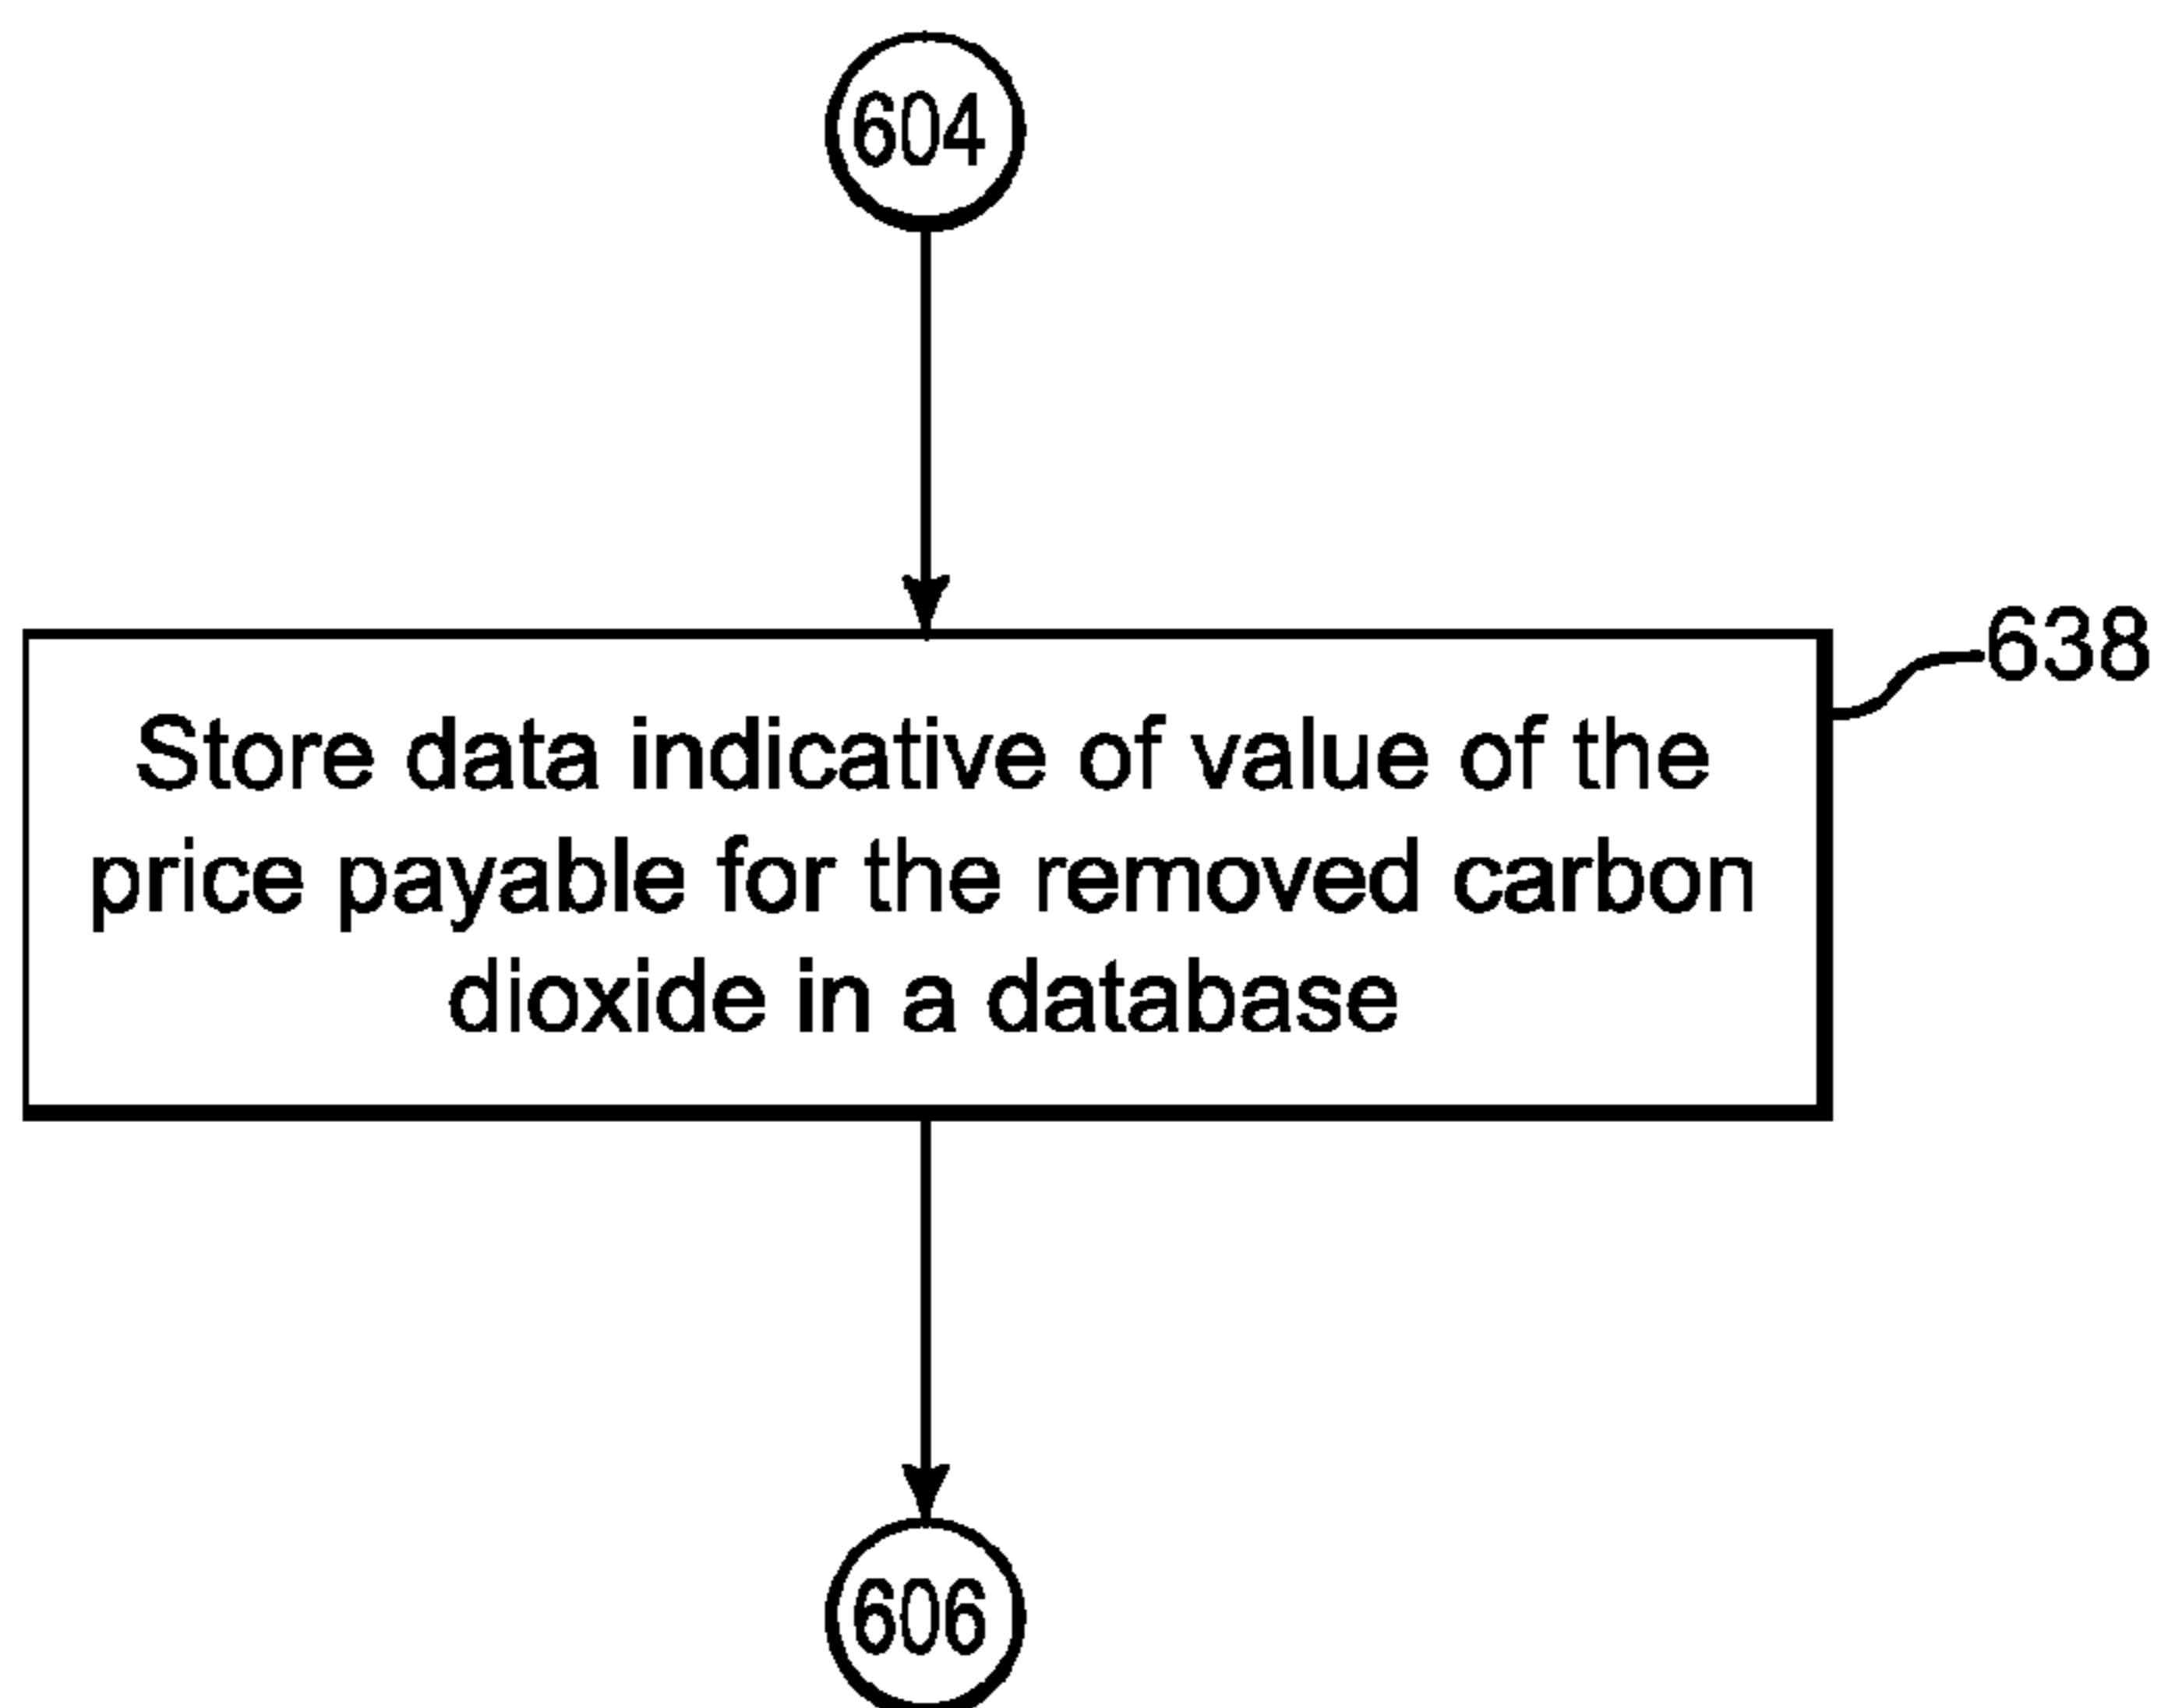 604
638
Store data indicative of value of the
price payable for the removed carbon
dioxide in a database
606